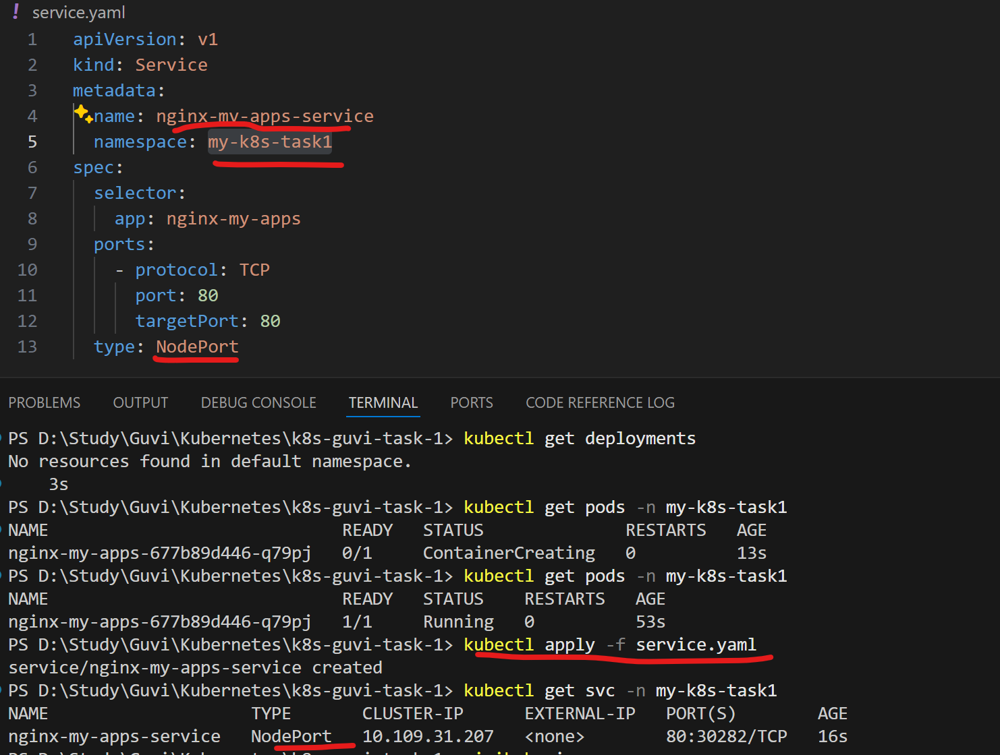 ! service.yaml
1 apiVersion: v1
2 kind: Service
3 metadata:
4 name: nginx-my-apps-service
5 namespace: my-k8s-task1
6 spec:
7 selector:
8 app: nginx-my-apps
9 ports:
10 - protocol: TCP
11 port: 80
12 targetPort: 80
13 type: NodePort
PROBLEMS OUTPUT DEBUG CONSOLE TERMINAL PORTS CODE REFERENCE LOG
PS D:\Study\Guvi\Kubernetes\k8s-guvi-task-1> kubectl get deployments
No resources found in default namespace.
3s
PS D:\Study\Guvi\Kubernetes\k8s-guvi-task-1> kubectl get pods -n my-k8s-task1
NAME READY STATUS RESTARTS AGE
nginx-my-apps-677b89d446-q79pj 0/1 ContainerCreating 0 13s
PS D:\Study\Guvi\Kubernetes\k8s-guvi-task-1> kubectl get pods -n my-k8s-task1
NAME READY STATUS RESTARTS AGE
nginx-my-apps-677b89d446-q79pj 1/1 Running 0 53s
PS D:\Study\Guvi\Kubernetes\k8s-guvi-task-1> kubectl apply -f service.yaml
service/nginx-my-apps-service created
PS D:\Study\Guvi\Kubernetes\k8s-guvi-task-1> kubectl get svc -n my-k8s-task1
NAME TYPE CLUSTER-IP EXTERNAL-IP PORT(S) AGE
nginx-my-apps-service NodePort 10.109.31.207 <none> 80:30282/TCP 16s